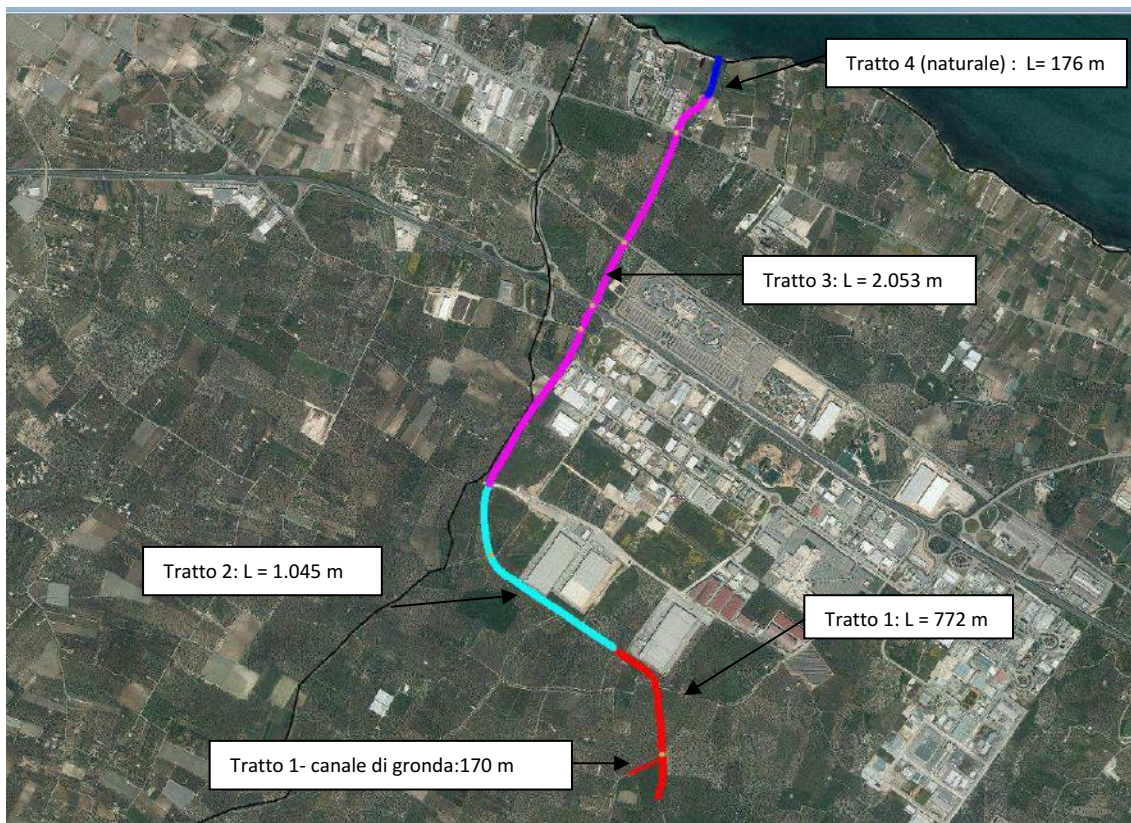 Tratto 4 (naturale) :  L= 176 m
Tratto 3: L = 2.053 m
Tratto 2: L = 1.045 m
Tratto 1: L = 772 m
Tratto 1- canale di gronda:170 m